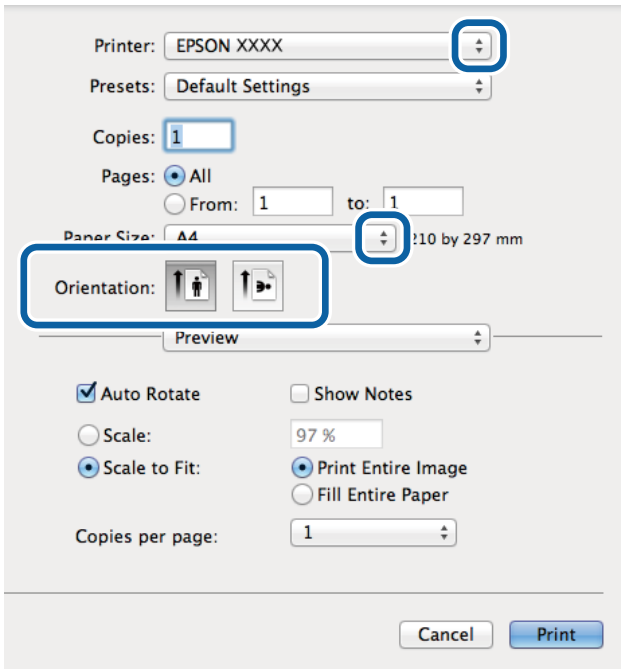 Printer: EPSON XXXX
Presets: Default Settings
Copies: 1
Pages: All
From: 1 to: 1
Paper Size: A4 210 by 297 mm
Orientation:
Preview
Auto Rotate Show Notes
Scale: 97 %
Scale to Fit: Print Entire Image
Fill Entire Paper
Copies per page: 1
Cancel Print